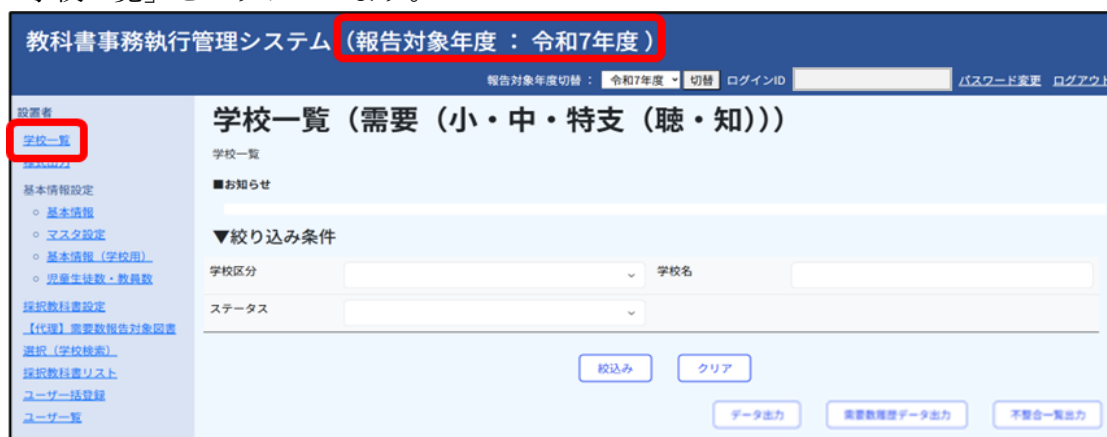 教科書事務執行管理システム（報告対象年度 ： 令和7年度 ）
報告対象年度切替 ： 令和7年度 切替 ログインID パスワード変更 ログアウト
設置者
学校一覧
様式出力
基本情報設定
基本情報
マスタ設定
基本情報（学校用）
児童生徒数・教員数
採択教科書設定
【代理】需要数報告対象図書
選択（学校検索）
採択教科書リスト
ユーザ一括登録
ユーザ一覧
学校一覧（需要（小・中・特支（聴・知)））
学校一覧
■お知らせ
▼絞り込み条件
学校区分 学校名
ステータス
絞込み クリア
データ出力 需要数履歴データ出力 不整合一覧出力